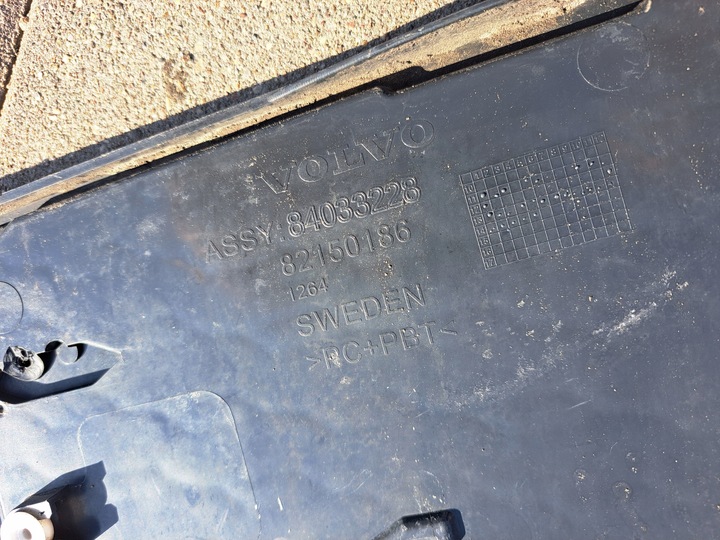 VOLVO
ASSY.84033228
82150186
1264
SWEDEN
>PC+PBT<